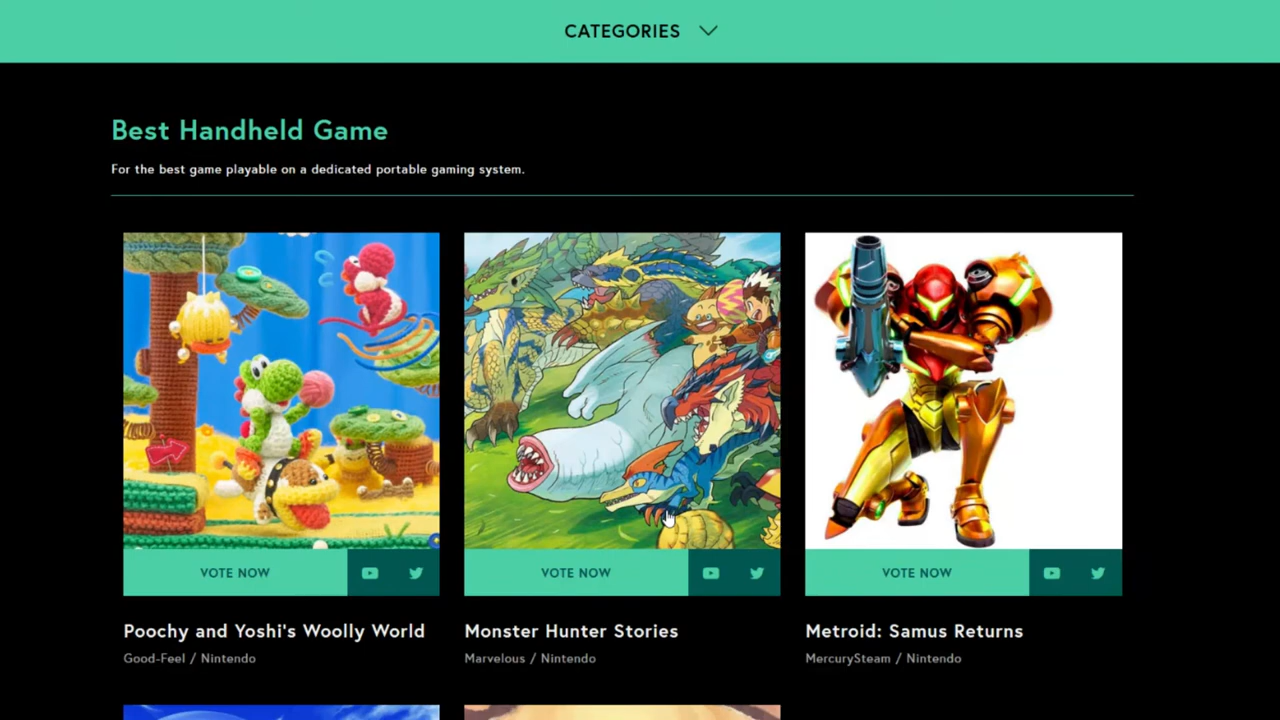 CATEGORIES
Best Handheld Game
For the best game playable on a dedicated portable gaming system.
VOTE NOW
VOTE NOW
VOTE NOW
Poochy and Yoshi's Woolly World
Monster Hunter Stories
Metroid: Samus Returns
Good-Feel / Nintendo
Marvelous / Nintendo
MercurySteam / Nintendo